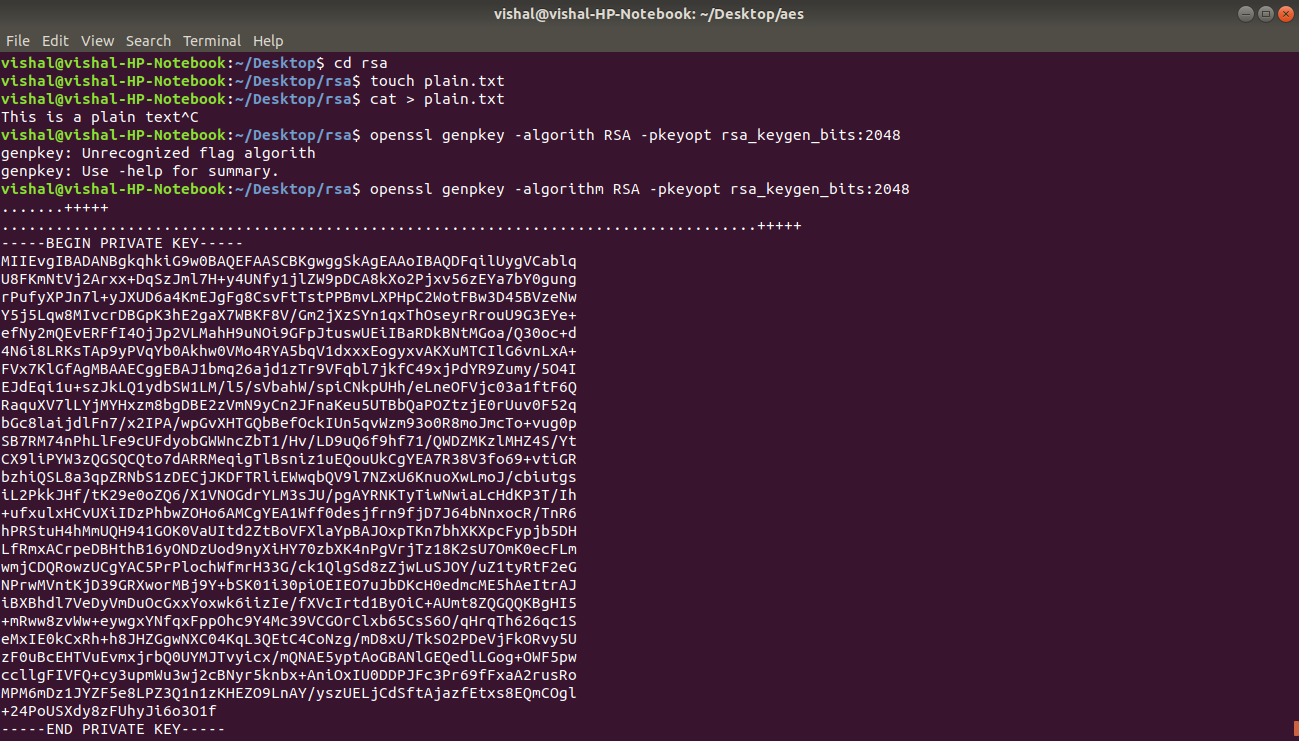 vishal@vishal-HP-Notebook: ~/Desktop/aes
File Edit View Search Terminal Help
vishal@vishal-HP-Notebook:~/Desktop$ cd rsa
vishal@vishal-HP-Notebook:~/Desktop/rsa$ touch plain.txt
vishal@vishal-HP-Notebook:~/Desktop/rsa$ cat > plain.txt
This is a plain text^C
vishal@vishal-HP-Notebook:~/Desktop/rsa$ openssl genpkey -algorith RSA -pkeyopt rsa_keygen_bits:2048
genpkey: Unrecognized flag algorith
genpkey: Use -help for summary.
vishal@vishal-HP-Notebook:~/Desktop/rsa$ openssl genpkey -algorithm RSA -pkeyopt rsa_keygen_bits:2048
.......+++++
....................................................................................+++++
-----BEGIN PRIVATE KEY-----
MIIEvgIBADANBgkqhkiG9w0BAQEFAASCBKgwggSkAgEAAoIBAQDFqilUygVCablq
U8FKmNtVj2Arxx+DqSzJml7H+y4UNfy1jlZW9pDCA8kXo2Pjxv56zEYa7bY0gung
rPufyXPJn7l+yJXUD6a4KmEJgFg8CsvFtTstPPBmvLXPHpC2WotFBw3D45BVzeNw
Y5j5Lqw8MIvcrDBGpK3hE2gaX7WBKF8V/Gm2jXzSYn1qxThOseyrRrouU9G3EYe+
efNy2mQEvERFfI4OjJp2VLMahH9uNOi9GFpJtuswUEiIBaRDkBNtMGoa/Q30oc+d
4N6i8LRKsTAp9yPVqYb0Akhw0VMo4RYA5bqV1dxxxEogyxvAKXuMTCIlG6vnLxA+
FVx7KlGfAgMBAAECggEBAJ1bmq26ajd1zTr9VFqbl7jkfC49xjPdYR9Zumy/5O4I
EJdEqi1u+szJkLQ1ydbSW1LM/l5/sVbahW/spiCNkpUHh/eLneOFVjc03a1ftF6Q
RaquXV7lLYjMYHxzm8bgDBE2zVmN9yCn2JFnaKeu5UTBbQaPOZtzjE0rUuv0F52q
bGc8laijdlFn7/x2IPA/wpGvXHTGQbBefOckIUn5qvWzm93o0R8moJmcTo+vug0p
SB7RM74nPhLlFe9cUFdyobGWWncZbT1/Hv/LD9uQ6f9hf71/QWDZMKzlMHZ4S/Yt
CX9liPYW3zQGSQCQto7dARRMeqigTlBsniz1uEQouUkCgYEA7R38V3fo69+vtiGR
bzhiQSL8a3qpZRNbS1zDECjJKDFTRliEWwqbQV9l7NZxU6KnuoXwLmoJ/cbiutgs
iL2PkkJHf/tK29e0oZQ6/X1VNOGdrYLM3sJU/pgAYRNKTyTiwNwiaLcHdKP3T/Ih
+ufxulxHCvUXiIDzPhbwZOHo6AMCgYEA1Wff0desjfrn9fjD7J64bNnxocR/TnR6
hPRStuH4hMmUQH941GOK0VaUItd2ZtBoVFXlaYpBAJOxpTKn7bhXKXpcFypjb5DH
LfRmxACrpeDBHthB16yONDzUod9nyXiHY70zbXK4nPgVrjTz18K2sU7OmK0ecFLm
wmjCDQRowzUCgYAC5PrPlochWfmrH33G/ck1QlgSd8zZjwLuSJOY/uZ1tyRtF2eG
NPrwMVntKjD39GRXworMBj9Y+bSK01i30piOEIEO7uJbDKcH0edmcME5hAeItrAJ
iBXBhdl7VeDyVmDuOcGxxYoxwk6iizIe/fXVcIrtd1ByOiC+AUmt8ZQGQQKBgHI5
+mRww8zvWw+eywgxYNfqxFppOhc9Y4Mc39VCGOrClxb65CsS6O/qHrqTh626qc1S
eMxIE0kCxRh+h8JHZGgwNXC04KqL3QEtC4CoNzg/mD8xU/TkSO2PDeVjFkORvy5U
zF0uBcEHTVuEvmxjrbQ0UYMJTvyicx/mQNAE5yptAoGBANlGEQedlLGog+OWF5pw
ccllgFIVFQ+cy3upmWu3wj2cBNyr5knbx+AniOxIU0DDPJFc3Pr69fFxaA2rusRo
MPM6mDz1JYZF5e8LPZ3Q1n1zKHEZO9LnAY/yszUELjCdSftAjazfEtxs8EQmCOgl
+24PoUSXdy8zFUhyJi6o3O1f
-----END PRIVATE KEY-----